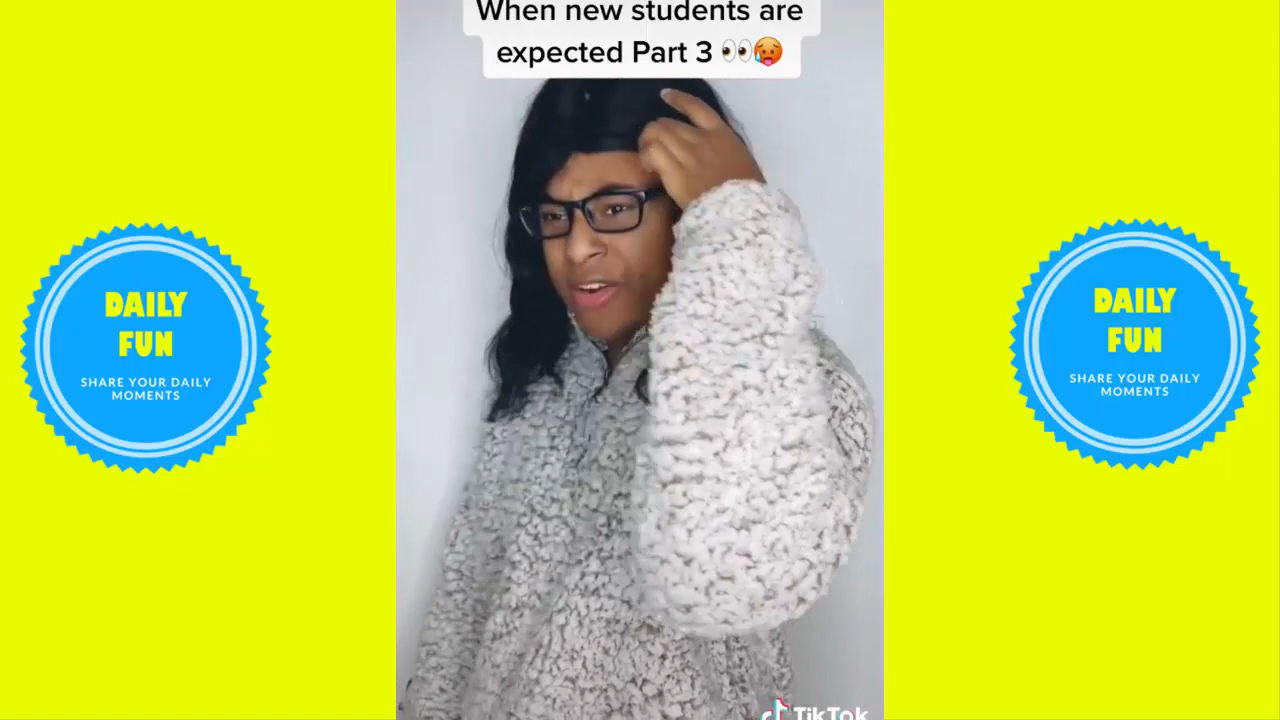 When new students are
expected Part 3 👀🥵
DAILY
FUN
SHARE YOUR DAILY
MOMENTS
DAILY
FUN
SHARE YOUR DAILY
MOMENTS
TikTok